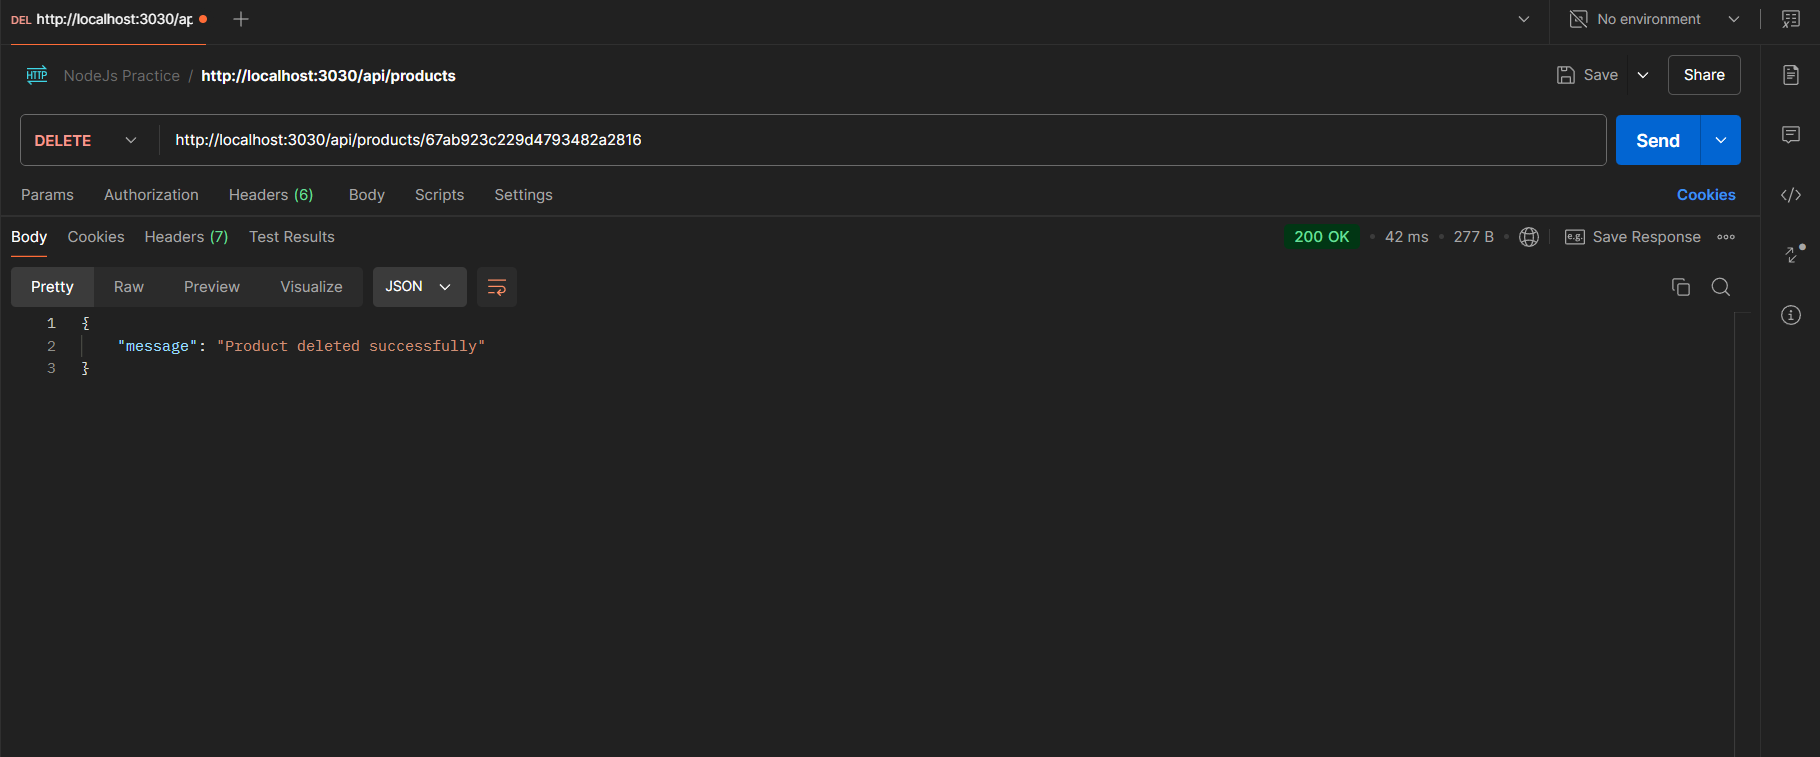 DEL http://localhost:3030/ap
No environment
HTTP NodeJs Practice / http://localhost:3030/api/products
Save
Share
DELETE http://localhost:3030/api/products/67ab923c229d4793482a2816
Send
Params Authorization Headers (6) Body Scripts Settings
Cookies
Body Cookies Headers (7) Test Results
200 OK • 42 ms • 277 B • e.g. Save Response
Pretty Raw Preview Visualize JSON
1 {
2 "message": "Product deleted successfully"
3 }